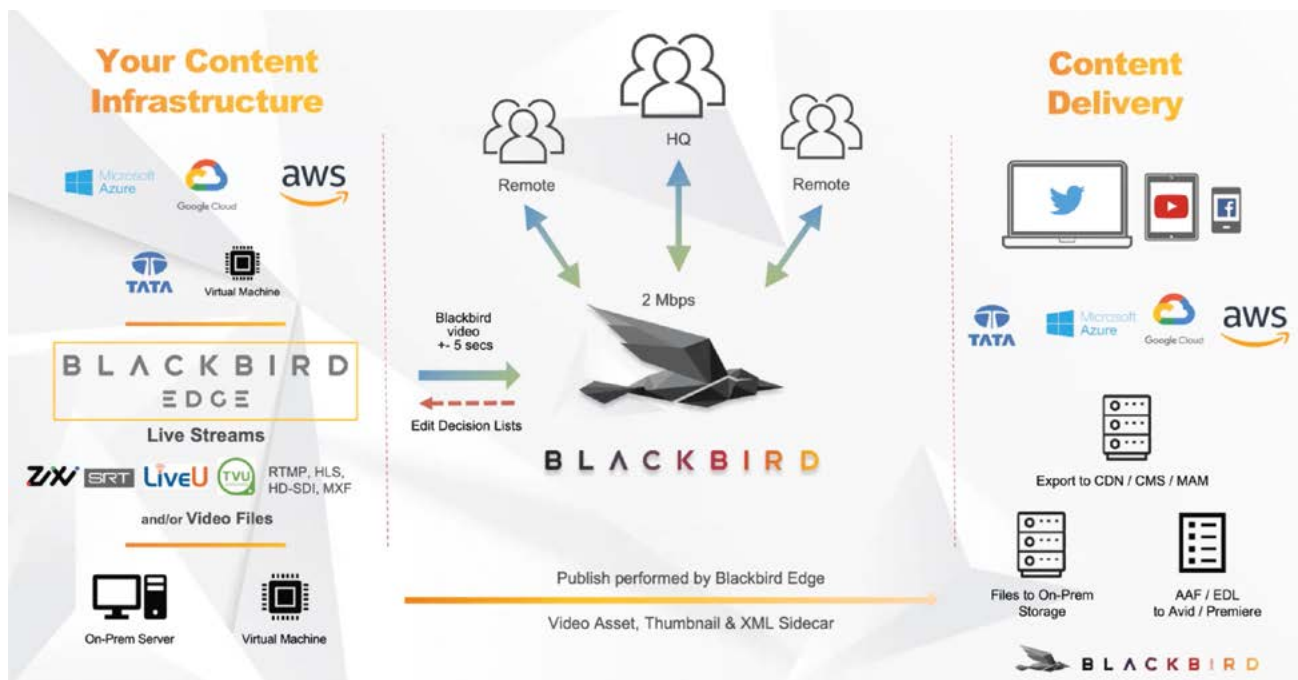 Your Content
Infrastructure
Microsoft
Azure
Google Cloud
aws
TATA
Virtual Machine
BLACKBIRD
EDGE
Live Streams
ZIXI
SRT
LiveU
TVU
RTMP, HLS,
HD-SDI, MXF
and/or Video Files
On-Prem Server
Virtual Machine
Remote
HQ
Remote
2 Mbps
Blackbird
video
+- 5 secs
Edit Decision Lists
BLACKBIRD
Publish performed by Blackbird Edge
Video Asset, Thumbnail & XML Sidecar
Content
Delivery
TATA
Microsoft
Azure
Google Cloud
aws
Export to CDN / CMS / MAM
Files to On-Prem
Storage
AAF / EDL
to Avid / Premiere
BLACKBIRD